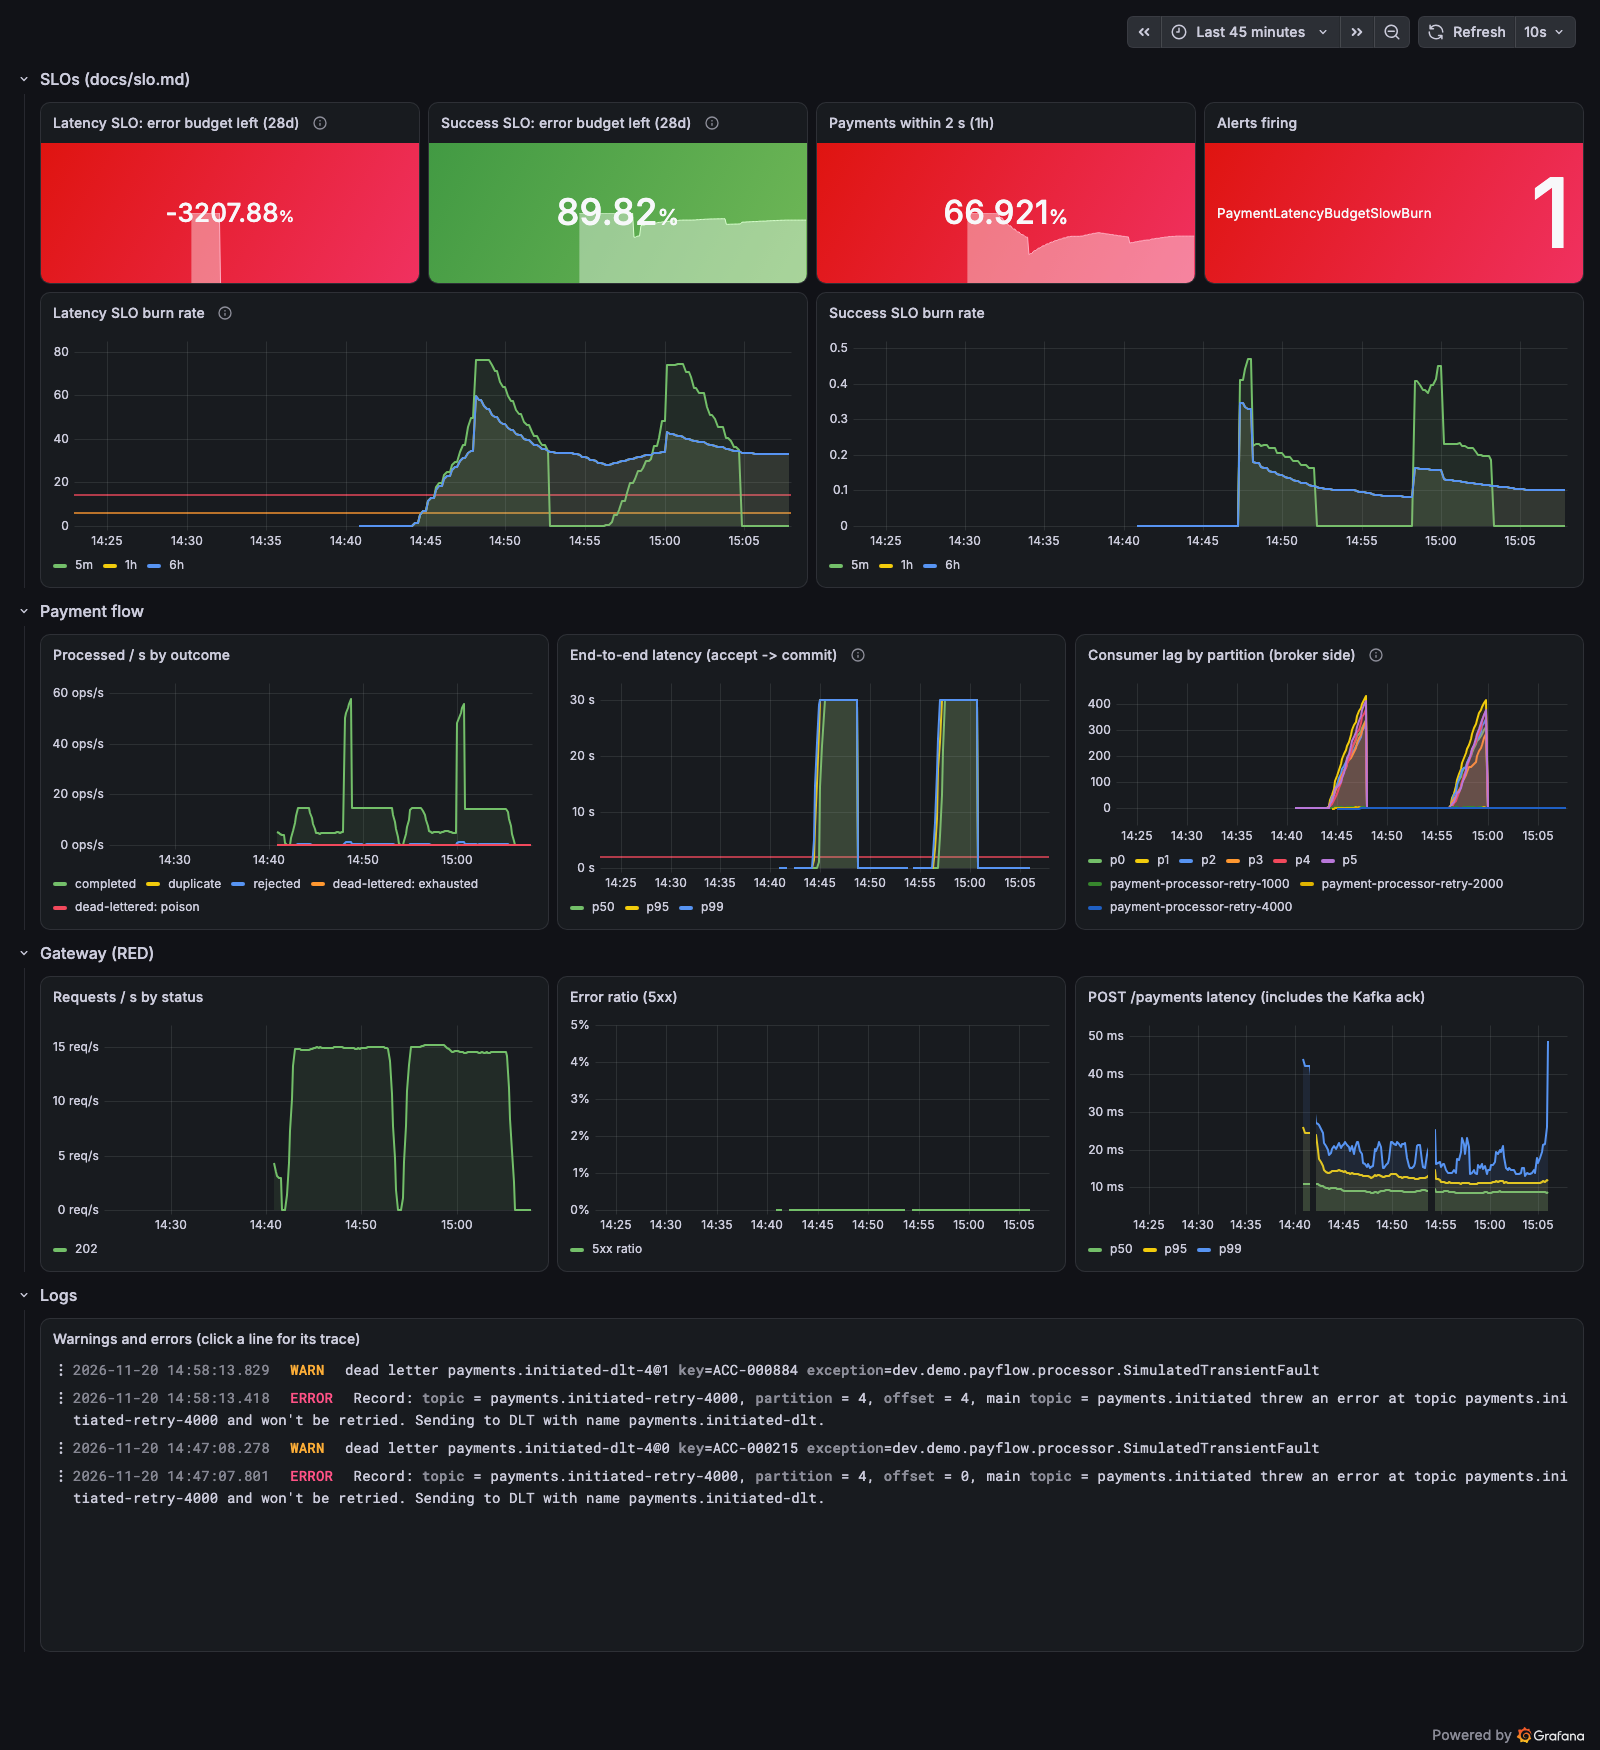 Last 45 minutes
Refresh
10s
SLOs (docs/slo.md)
Latency SLO: error budget left (28d)
Success SLO: error budget left (28d)
Payments within 2 s (1h)
Alerts firing
-3207.88%
89.82%
66.921%
PaymentLatencyBudgetSlowBurn
1
Latency SLO burn rate
80
60
40
20
0
14:25 14:30 14:35 14:40 14:45 14:50 14:55 15:00 15:05
5m 1h 6h
Success SLO burn rate
0.5
0.4
0.3
0.2
0.1
0
14:25 14:30 14:35 14:40 14:45 14:50 14:55 15:00 15:05
5m 1h 6h
Payment flow
Processed / s by outcome
60 ops/s
40 ops/s
20 ops/s
0 ops/s
14:30 14:40 14:50 15:00
completed duplicate rejected dead-lettered: exhausted
dead-lettered: poison
End-to-end latency (accept -> commit)
30 s
20 s
10 s
0 s
14:25 14:30 14:35 14:40 14:45 14:50 14:55 15:00 15:05
p50 p95 p99
Consumer lag by partition (broker side)
400
300
200
100
0
14:25 14:30 14:35 14:40 14:45 14:50 14:55 15:00 15:05
p0 p1 p2 p3 p4 p5
payment-processor-retry-1000 payment-processor-retry-2000
payment-processor-retry-4000
Gateway (RED)
Requests / s by status
15 req/s
10 req/s
5 req/s
0 req/s
14:30 14:40 14:50 15:00
202
Error ratio (5xx)
5%
4%
3%
2%
1%
0%
14:25 14:30 14:35 14:40 14:45 14:50 14:55 15:00 15:05
5xx ratio
POST /payments latency (includes the Kafka ack)
50 ms
40 ms
30 ms
20 ms
10 ms
14:25 14:30 14:35 14:40 14:45 14:50 14:55 15:00 15:05
p50 p95 p99
Logs
Warnings and errors (click a line for its trace)
2026-11-20 14:58:13.829 WARN dead letter payments.initiated-dlt-4@1 key=ACC-000884 exception=dev.demo.payflow.processor.SimulatedTransientFault
2026-11-20 14:58:13.418 ERROR Record: topic = payments.initiated-retry-4000, partition = 4, offset = 4, main topic = payments.initiated threw an error at topic payments.ini
tiated-retry-4000 and won't be retried. Sending to DLT with name payments.initiated-dlt.
2026-11-20 14:47:08.278 WARN dead letter payments.initiated-dlt-4@0 key=ACC-000215 exception=dev.demo.payflow.processor.SimulatedTransientFault
2026-11-20 14:47:07.801 ERROR Record: topic = payments.initiated-retry-4000, partition = 4, offset = 0, main topic = payments.initiated threw an error at topic payments.ini
tiated-retry-4000 and won't be retried. Sending to DLT with name payments.initiated-dlt.
Powered by Grafana